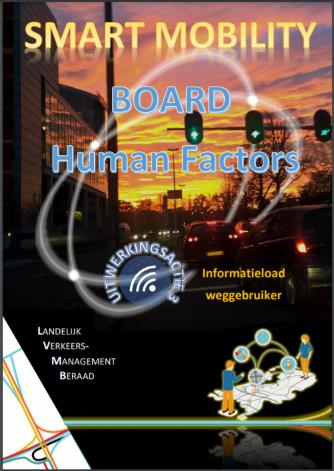 SMART MOBILITY
BOARD
Human Factors
UITWERKINGSACTIE 3
Informatieload
weggebruiker
LANDELIJK
VERKEERS-
MANAGEMENT
BERAAD